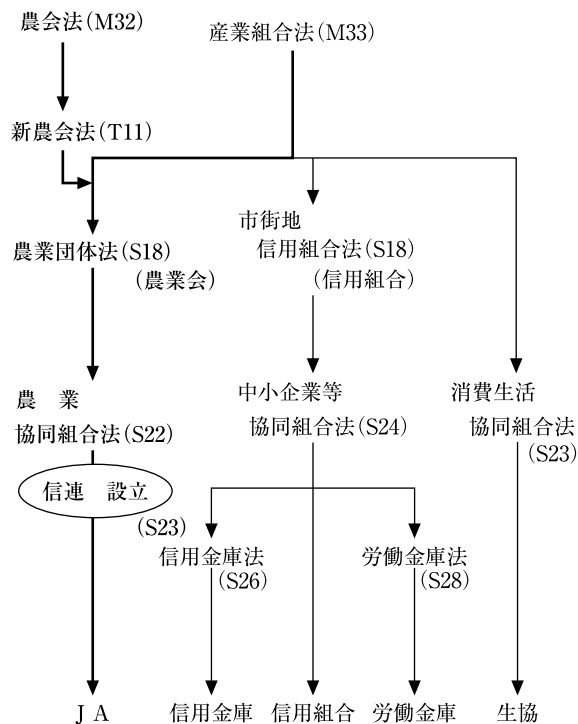 農会法(M32)
産業組合法(M33)
新農会法(T11)
市街地
農業団体法(S18)
信用組合法(S18)
(農業会)
(信用組合)
農　業
中小企業等
消費生活
協同組合法(S22)
協同組合法(S24)
協同組合法
(S23)
信連　設立
(S23)
信用金庫法
(S26)
労働金庫法
(S28)
J A
信用金庫
信用組合
労働金庫
生協